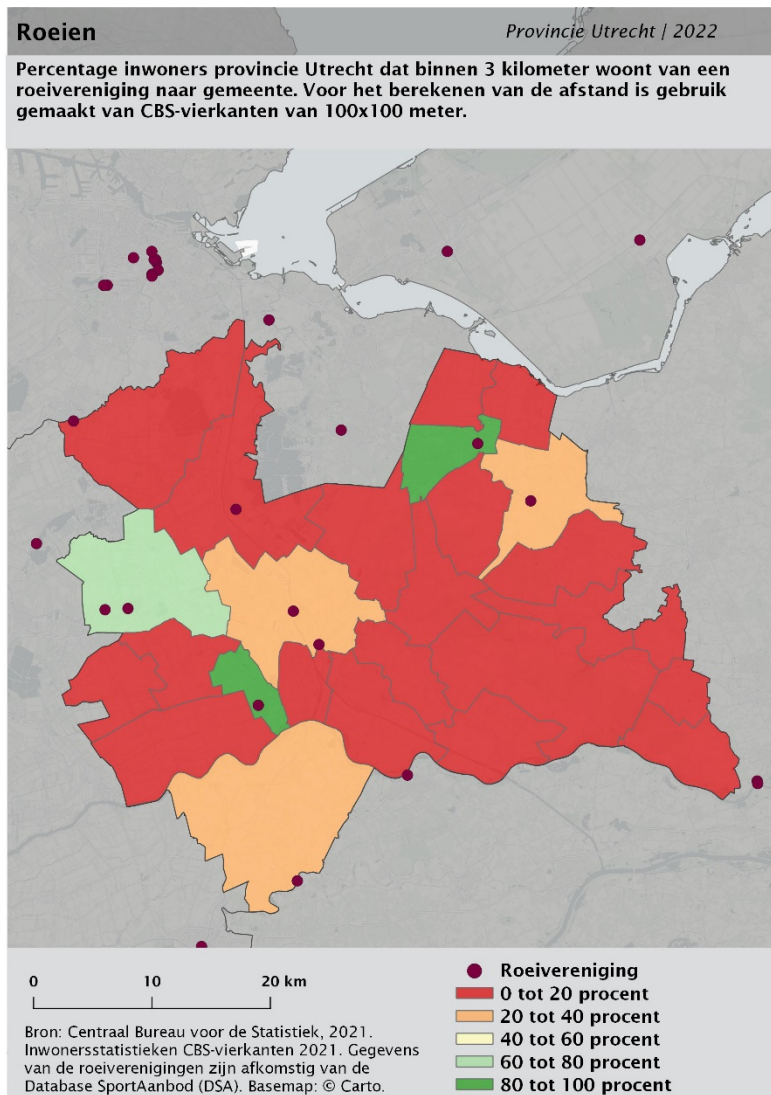 Roeien
Provincie Utrecht | 2022
Percentage inwoners provincie Utrecht dat binnen 3 kilometer woont van een
roeivereniging naar gemeente. Voor het berekenen van de afstand is gebruik
gemaakt van CBS-vierkanten van 100x100 meter.
0 10 20 km
Bron: Centraal Bureau voor de Statistiek, 2021.
Inwonersstatistieken CBS-vierkanten 2021. Gegevens
van de roeiverenigingen zijn afkomstig van de
Database SportAanbod (DSA). Basemap: © Carto.
Roeivereniging
0 tot 20 procent
20 tot 40 procent
40 tot 60 procent
60 tot 80 procent
80 tot 100 procent